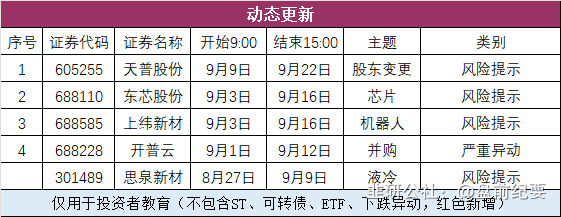 动态更新
序号 证券代码 证券名称 开始9:00 结束15:00 主题 类别
1 605255 天普股份 9月9日 9月22日 股东变更 风险提示
2 688110 东芯股份 9月3日 9月16日 芯片 风险提示
3 688585 上纬新材 9月3日 9月16日 机器人 风险提示
4 688228 开普云 9月1日 9月12日 并购 严重异动
301489 思泉新材 8月27日 9月9日 液冷 风险提示
仅用于投资者教育（不包含ST、可转债、ETF、下跌异动，红色新增）
韭研公社：@盘前纪要